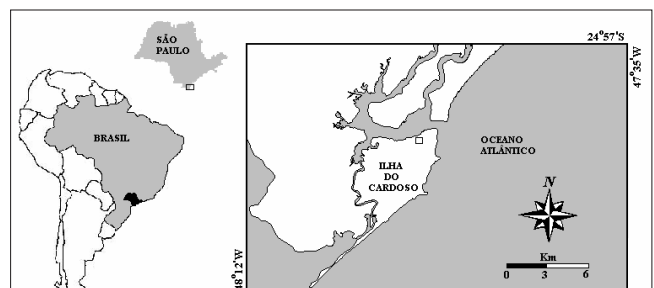 SÃO
PAULO
BRASIL
24°57'S
47°35'W
OCEANO
ATLÂNTICO
ILHA
DO
CARDOSO
N
Km
0 3 6
48°12'W